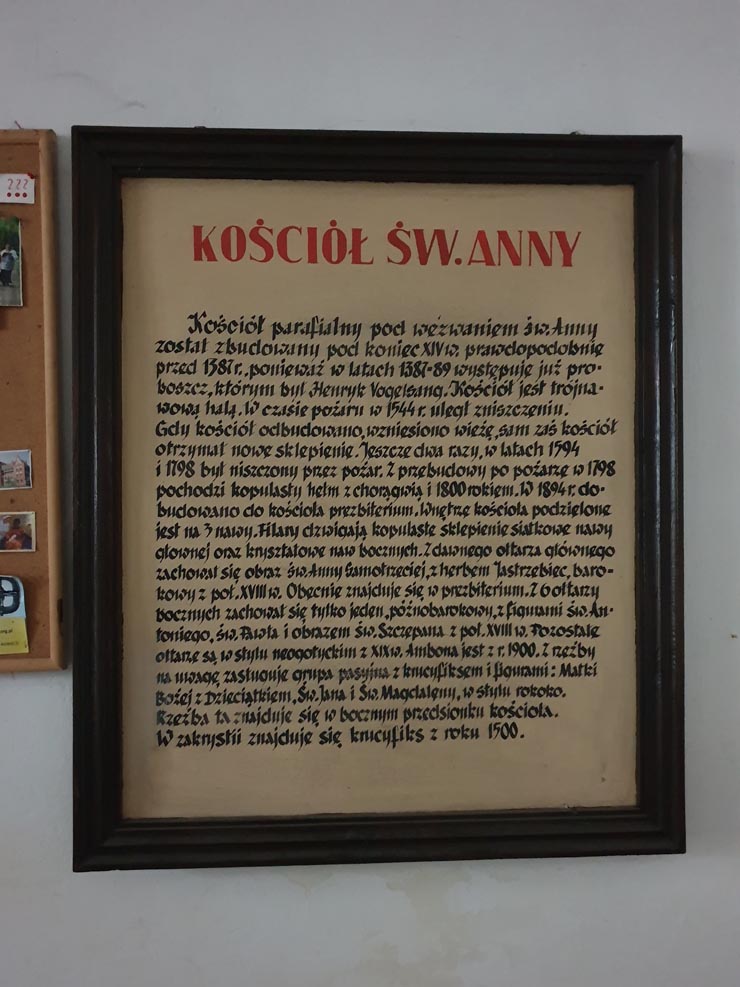 ???
KOŚCIÓŁ ŚW. ANNY
Kościół parafialny pod wezwaniem św. Anny
został zbudowany pod koniec XIV w. prawdopodobnie
przed 1387 r., ponieważ w latach 1387-89 występuje już pro-
boszcz, którym był Henryk Vogelsang. Kościół jest trójna-
wową halą. W czasie pożaru w 1544 r. uległ zniszczeniu.
Gdy kościół odbudowano, wzniesiono wieżę, sam zaś kościół
otrzymał nowe sklepienie. Jeszcze dwa razy, w latach 1594
i 1798 był niszczony przez pożar. Z przebudowy po pożarze w 1798
pochodzi kopulasty hełm z chorągwią i 1800 rokiem. W 1894 r. do-
budowano do kościoła prezbiterium. Wnętrze kościoła podzielone
jest na 3 nawy. Filary dzwigają kopulaste sklepienie siatkowe nawy
głownej oraz kryształowe naw bocznych. Z dawnego ołtarza głównego
zachował się obraz św. Anny Samotrzeciej, z herbem Jastrzębiec, baro-
kowy z poł. XVIII w. Obecnie znajduje się w prezbiterium. Z 6 ołtarzy
bocznych zachował się tylko jeden, późnobarokowy, z figurami św. An-
toniego, św. Pawła i obrazem św. Szczepana z poł. XVIII w. Pozostałe
ołtarze są w stylu neogotyckim z XIX w. Ambona jest z r. 1900. Z rzeźby
na uwagę zasługuje grupa pasyjna z krucyfiksem i figurami: Matki
Bożej z Dzieciątkiem, Św. Jana i Św. Magdaleny, w stylu rokoko.
Rzeźba ta znajduje się w bocznym przedsionku kościoła.
W zakrystii znajduje się krucyfiks z roku 1500.